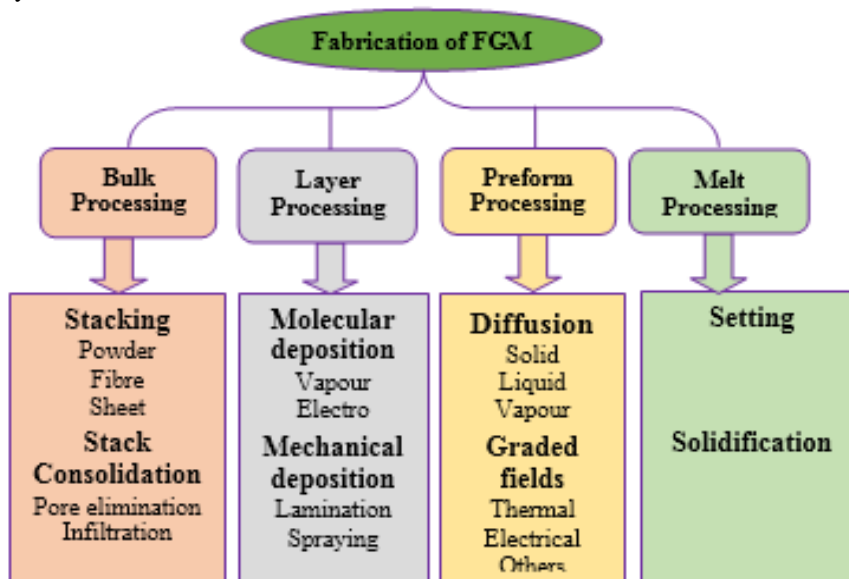 Fabrication of FGM
Bulk
Processing
Layer
Processing
Preform
Processing
Melt
Processing
Stacking
Powder
Fibre
Sheet
Stack
Consolidation
Pore elimination
Infiltration
Molecular
deposition
Vapour
Electro
Mechanical
deposition
Lamination
Spraying
Diffusion
Solid
Liquid
Vapour
Graded
fields
Thermal
Electrical
Others
Setting
Solidification